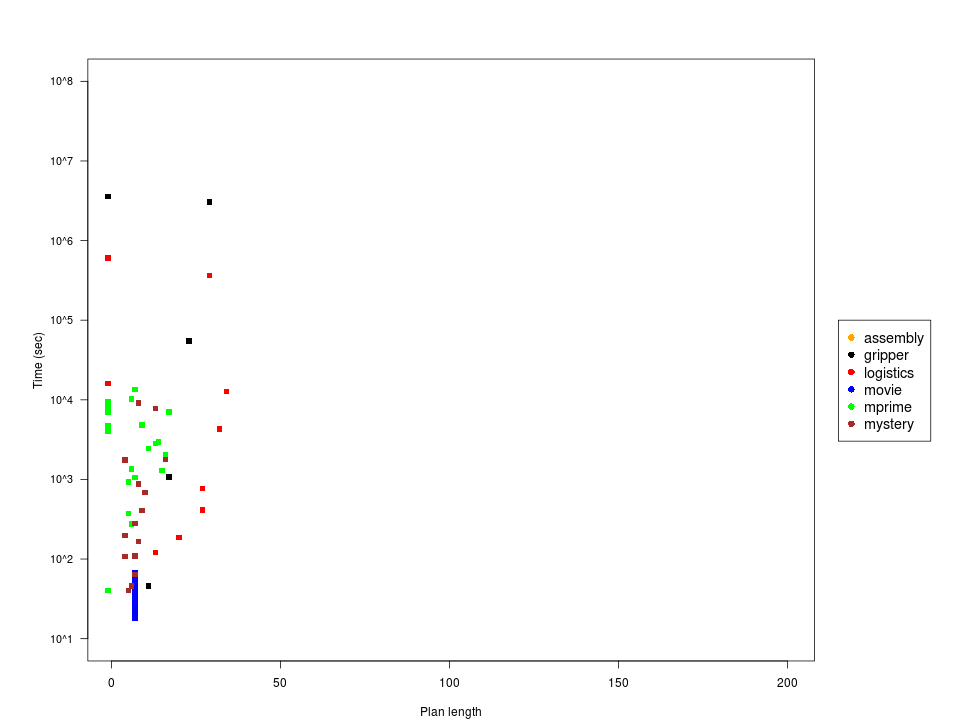 10^8
10^7
10^6
10^5
10^4
10^3
10^2
10^1
Time (sec)
0 50 100 150 200
Plan length
assembly
gripper
logistics
movie
mprime
mystery